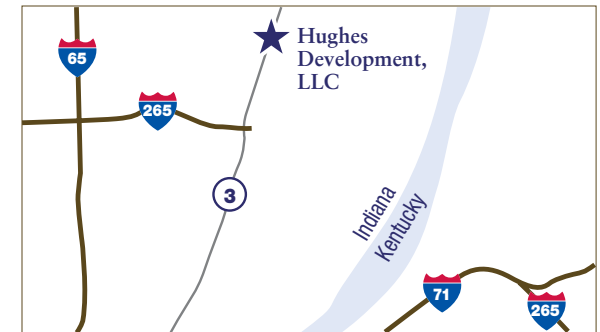 65
Hughes
Development,
LLC
265
3
Indiana
Kentucky
71
265